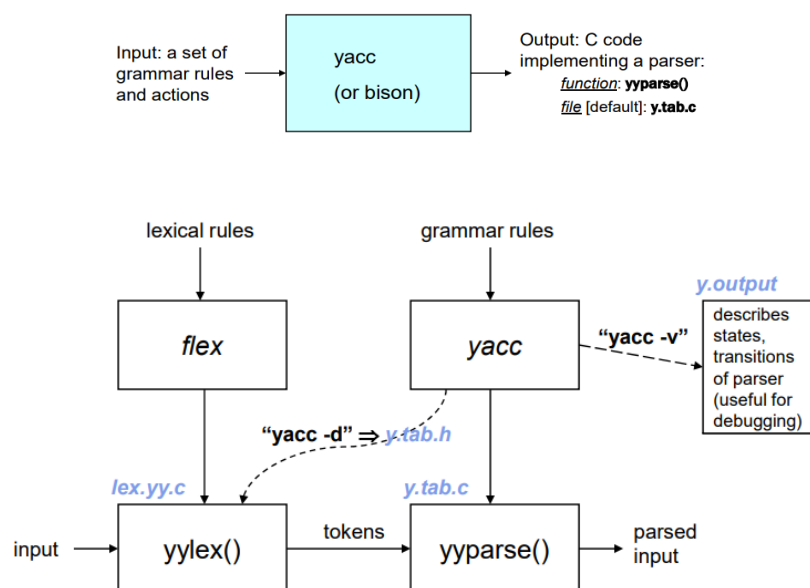 Input: a set of
grammar rules
and actions
yacc
(or bison)
Output: C code
implementing a parser:
function: yyparse()
file [default]: y.tab.c
lexical rules
grammar rules
y.output
flex
yacc
“yacc -v”
describes
states,
transitions
of parser
(useful for
debugging)
“yacc -d” ⇒ y.tab.h
lex.yy.c
y.tab.c
input
yylex()
tokens
yyparse()
parsed
input